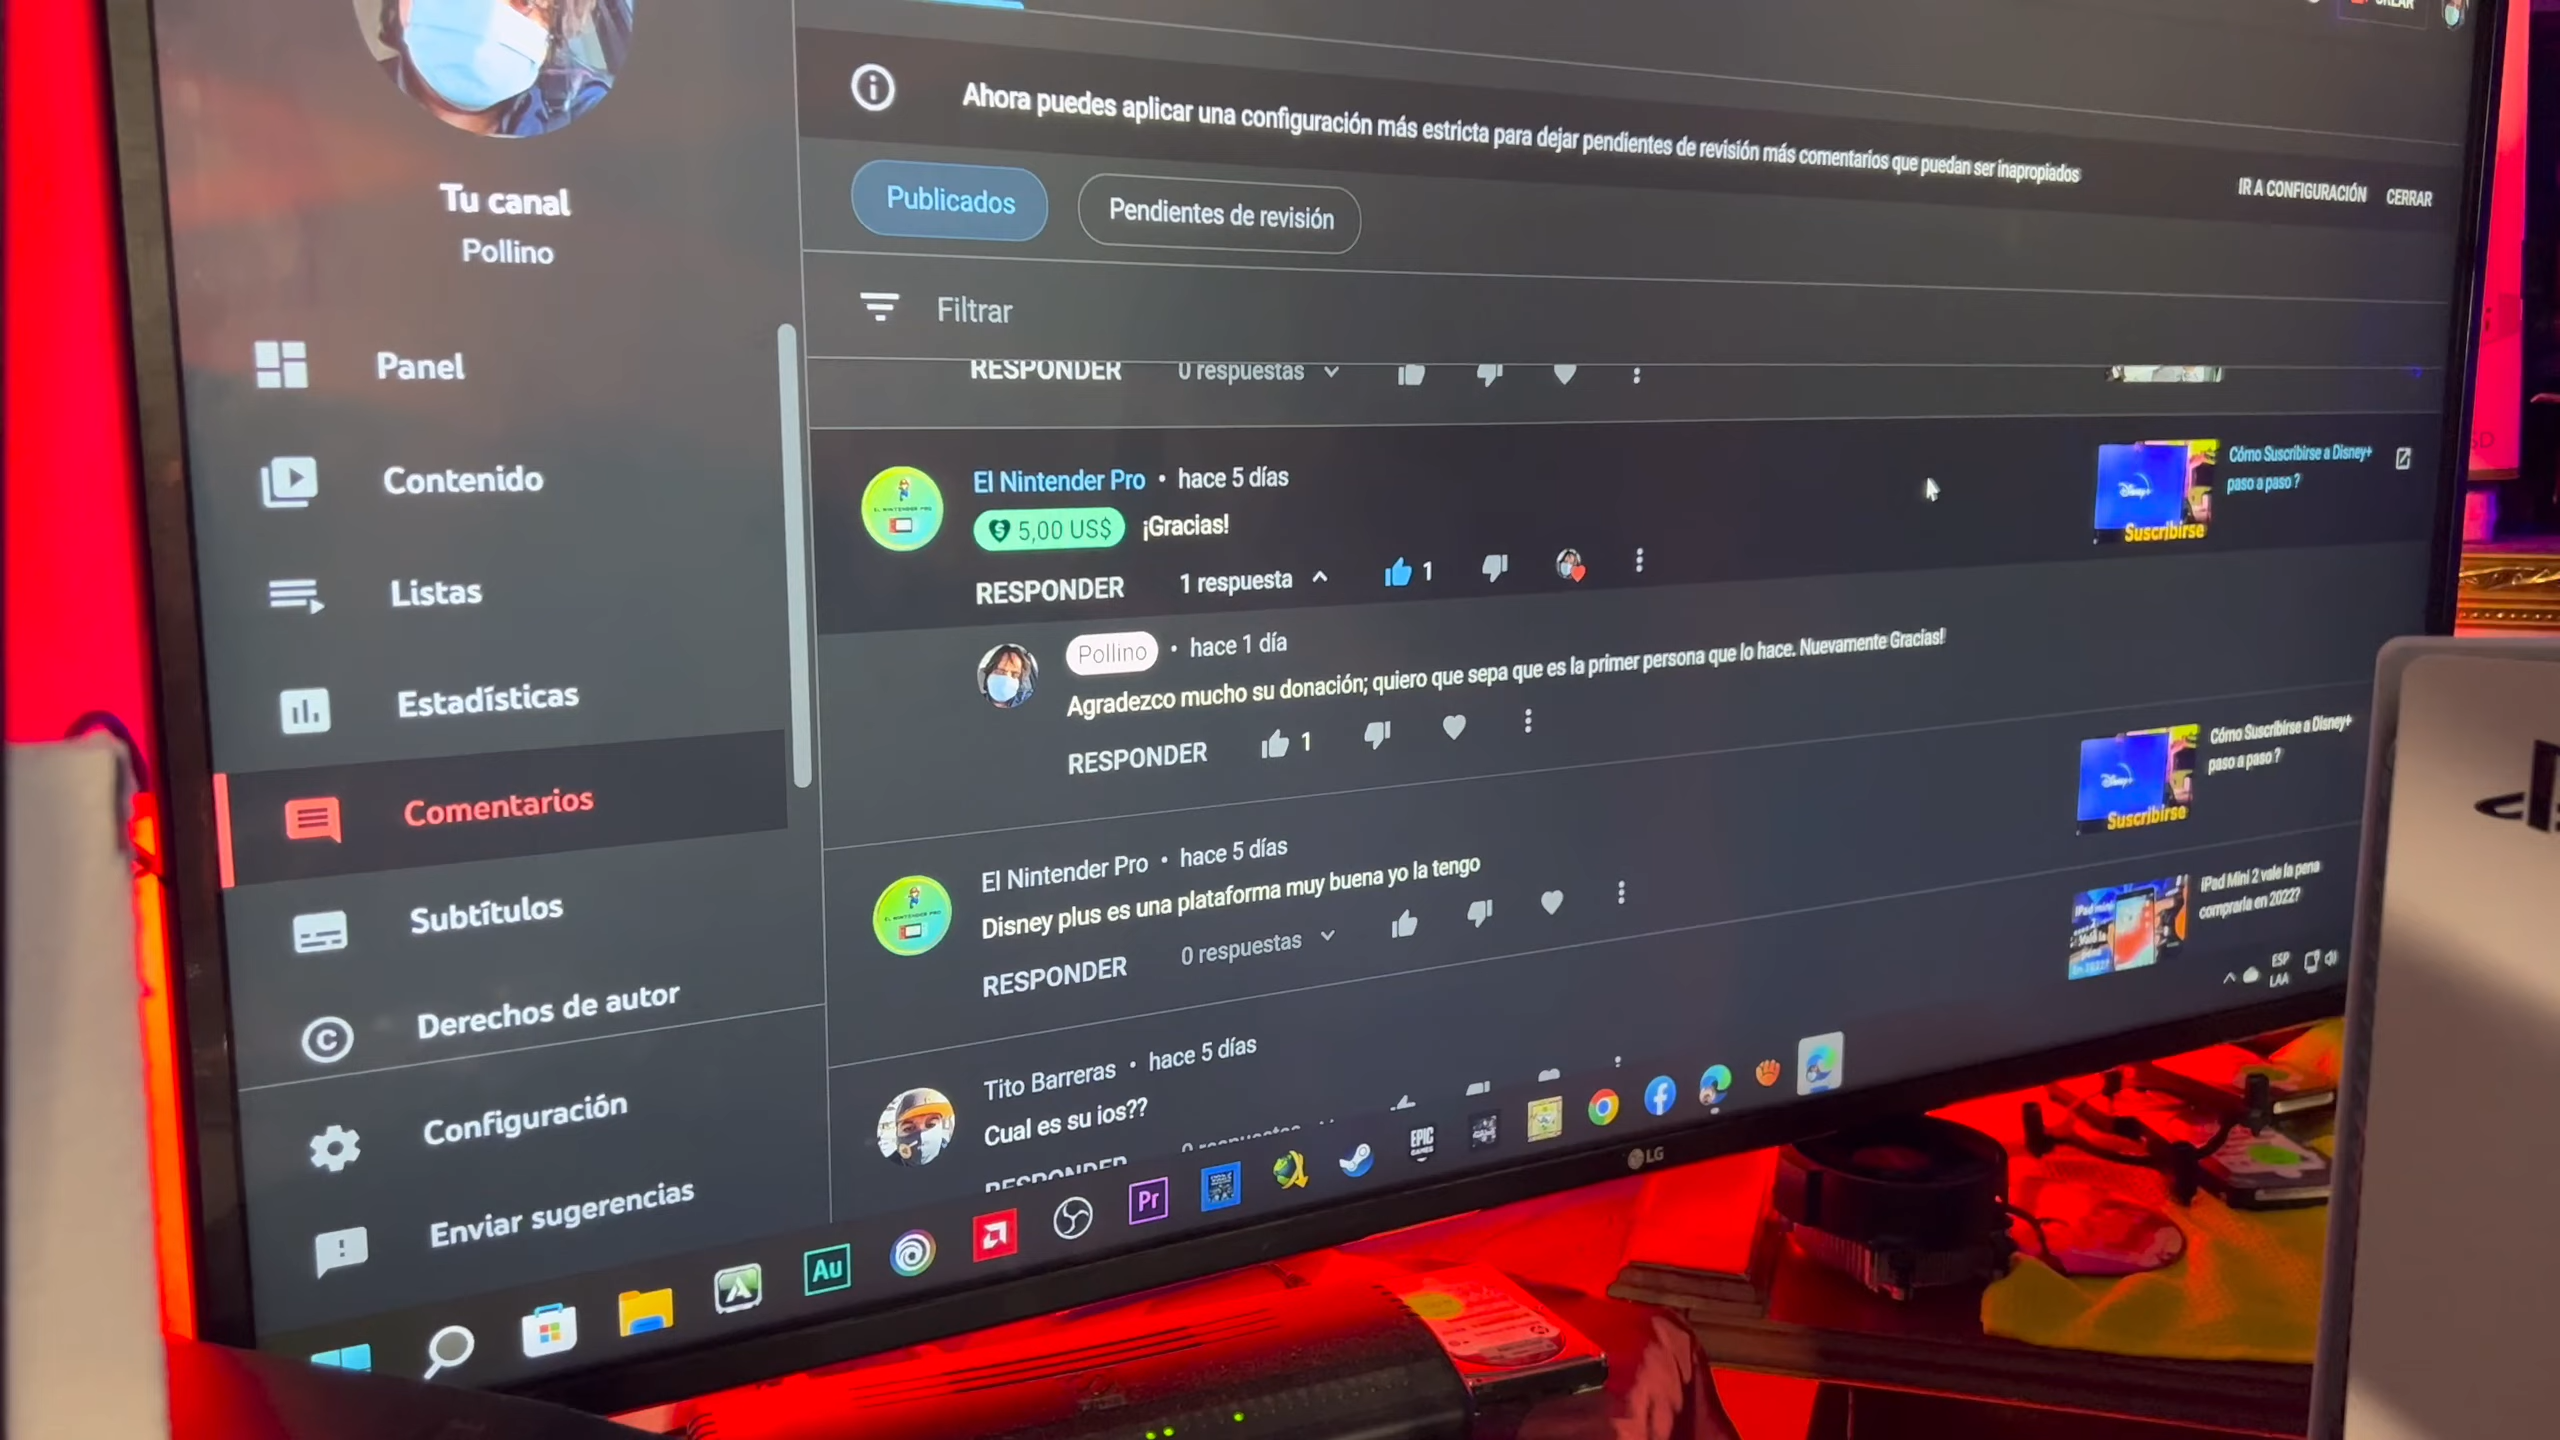 Tu canal
Pollino
Panel
Contenido
Listas
Estadísticas
Comentarios
Subtítulos
Derechos de autor
Configuración
Enviar sugerencias
Ahora puedes aplicar una configuración más estricta para dejar pendientes de revisión más comentarios que puedan ser inapropiados
IR A CONFIGURACIÓN CERRAR
Publicados Pendientes de revisión
Filtrar
RESPONDER 0 respuestas
El Nintender Pro • hace 5 días
5,00 US$ ¡Gracias!
RESPONDER 1 respuesta 1
Cómo Suscribirse a Disney+
paso a paso ?
Disney+
Suscribirse
Pollino • hace 1 día
Agradezco mucho su donación; quiero que sepa que es la primer persona que lo hace. Nuevamente Gracias!
RESPONDER 1
El Nintender Pro • hace 5 días
Disney plus es una plataforma muy buena yo la tengo
RESPONDER 0 respuestas
Cómo Suscribirse a Disney+
paso a paso ?
Disney+
Suscribirse
Tito Barreras • hace 5 días
Cual es su ios??
RESPONDER 0 respuestas
iPad Mini 2 vale la pena
comprarla en 2022?
ESP
LAA
Au
Pr
EPIC
GAMES
LG